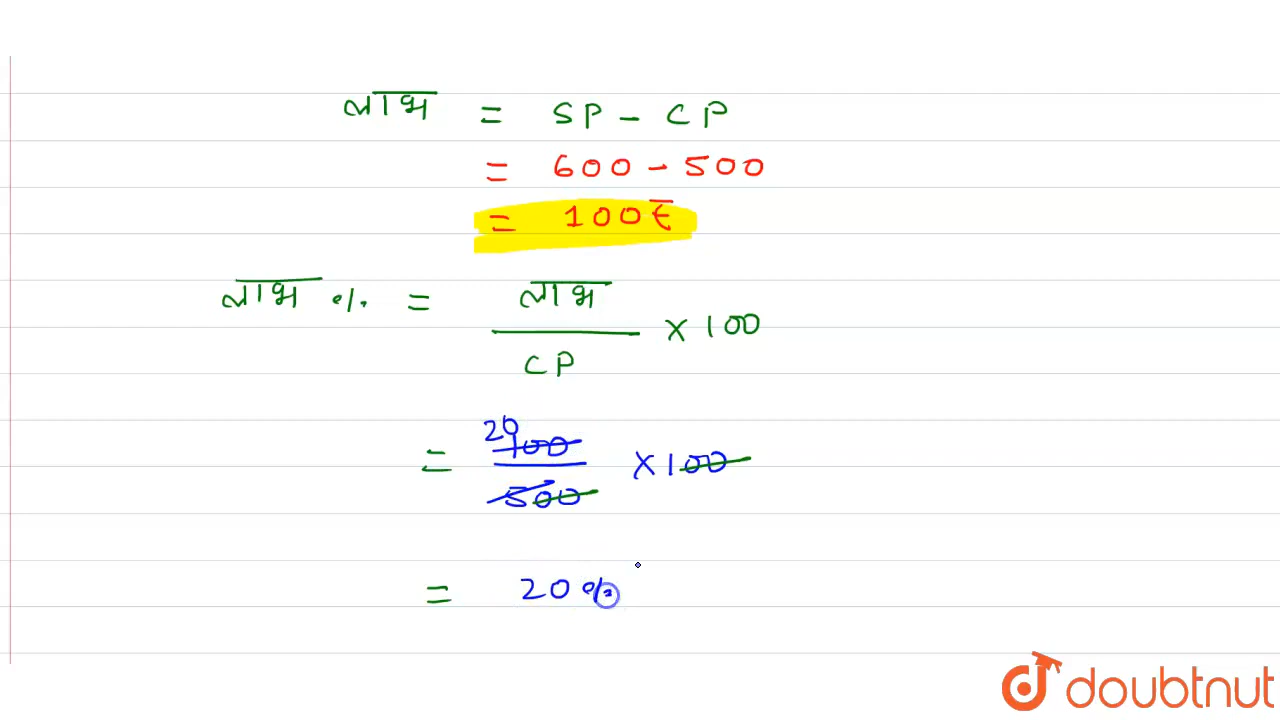 लाभ = SP - CP
= 600 - 500
= 100₹
लाभ % = लाभ / CP × 100
= 20 100 / 500 × 100
= 20%
doubtnut